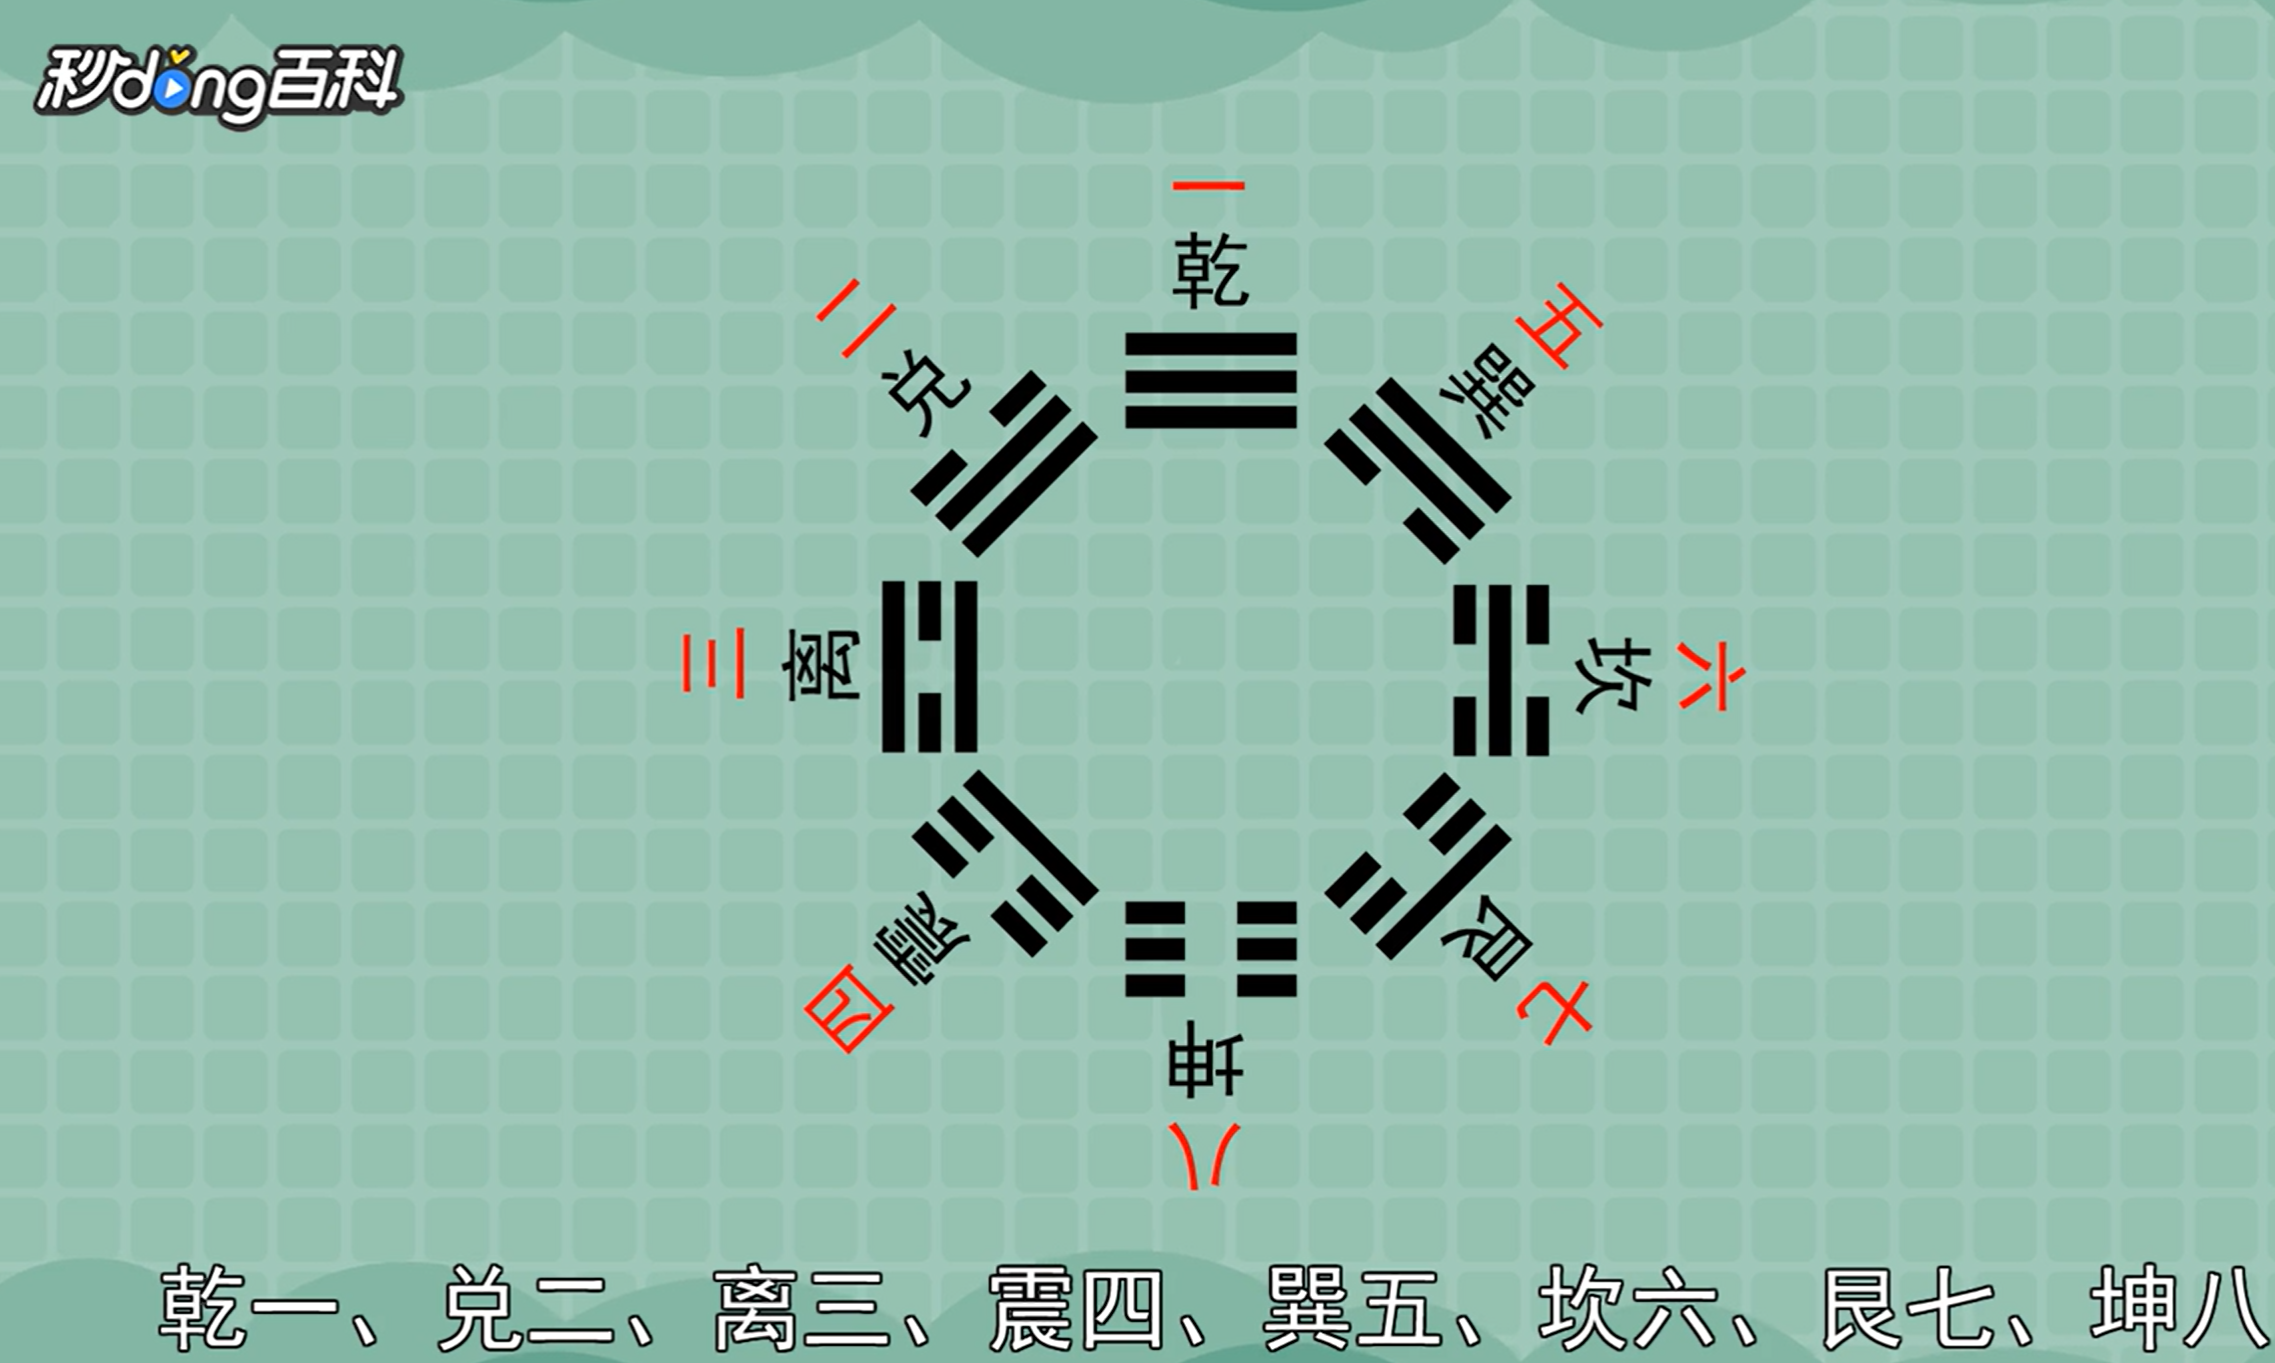 秒dǒng百科
一
乾
二
兑
三
离
四
震
五
巽
六
坎
七
艮
八
坤
乾一、兑二、离三、震四、巽五、坎六、艮七、坤八